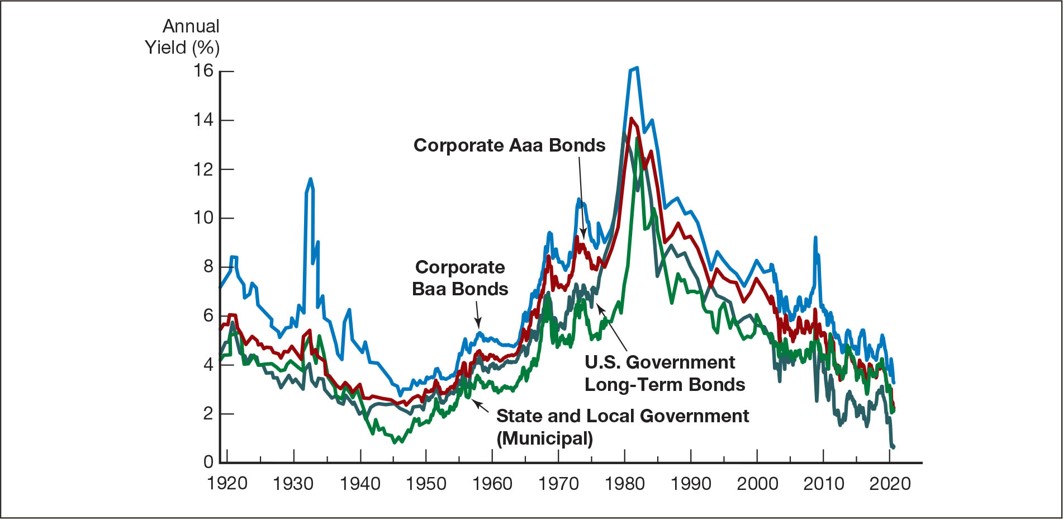 Annual
Yield (%)
16
14
12
10
8
6
4
2
0
Corporate Aaa Bonds
Corporate
Baa Bonds
U.S. Government
Long-Term Bonds
State and Local Government
(Municipal)
1920 1930 1940 1950 1960 1970 1980 1990 2000 2010 2020